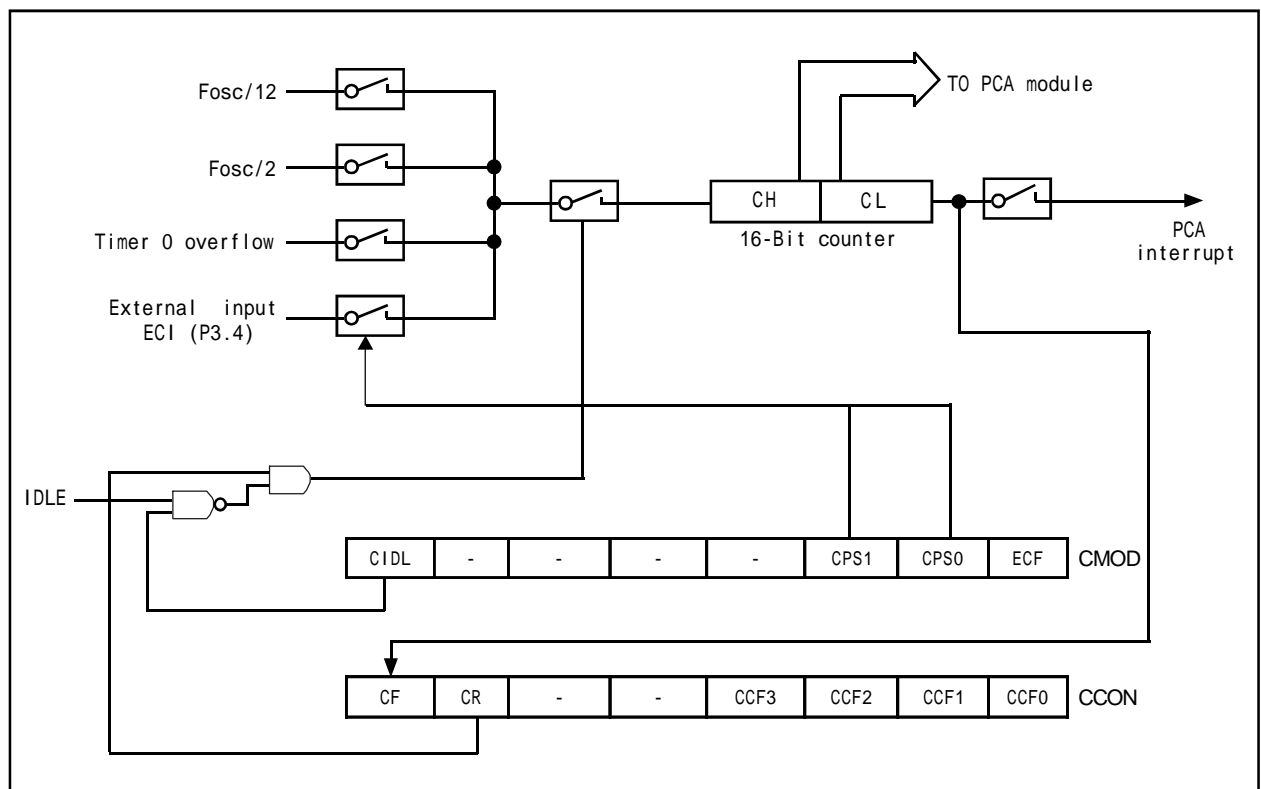 Fosc/12
TO PCA module
Fosc/2
CH CL
16-Bit counter
PCA
interrupt
Timer 0 overflow
External input
ECI (P3.4)
IDLE
CIDL - - - - CPS1 CPS0 ECF CMOD
CF CR - - CCF3 CCF2 CCF1 CCF0 CCON